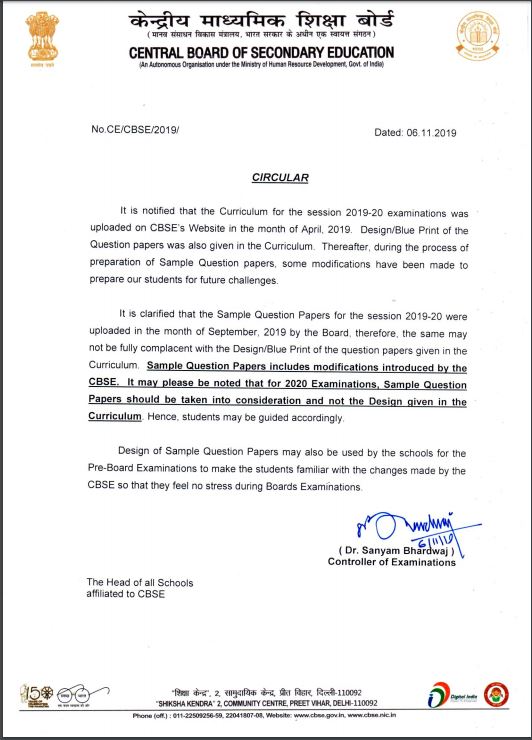 केन्द्रीय माध्यमिक शिक्षा बोर्ड
( मानव संसाधन विकास मंत्रालय, भारत सरकार के अधीन एक स्वायत्त संगठन )
CENTRAL BOARD OF SECONDARY EDUCATION
(An Autonomous Organisation under the Ministry of Human Resource Development, Govt. of India)
No.CE/CBSE/2019/ Dated: 06.11.2019
CIRCULAR
It is notified that the Curriculum for the session 2019-20 examinations was
uploaded on CBSE's Website in the month of April, 2019. Design/Blue Print of the
Question papers was also given in the Curriculum. Thereafter, during the process of
preparation of Sample Question papers, some modifications have been made to
prepare our students for future challenges.
It is clarified that the Sample Question Papers for the session 2019-20 were
uploaded in the month of September, 2019 by the Board, therefore, the same may
not be fully complacent with the Design/Blue Print of the question papers given in the
Curriculum. Sample Question Papers includes modifications introduced by the
CBSE. It may please be noted that for 2020 Examinations, Sample Question
Papers should be taken into consideration and not the Design given in the
Curriculum. Hence, students may be guided accordingly.
Design of Sample Question Papers may also be used by the schools for the
Pre-Board Examinations to make the students familiar with the changes made by the
CBSE so that they feel no stress during Boards Examinations.
6/11/19
( Dr. Sanyam Bhardwaj )
Controller of Examinations
The Head of all Schools
affiliated to CBSE
"शिक्षा केन्द्र", 2, सामुदायिक केन्द्र, प्रीत विहार, दिल्ली-110092
"SHIKSHA KENDRA" 2, COMMUNITY CENTRE, PREET VIHAR, DELHI-110092
Digital India
Phone (off.) : 011-22509256-59, 22041807-08, Website: www.cbse.gov.in, www.cbse.nic.in